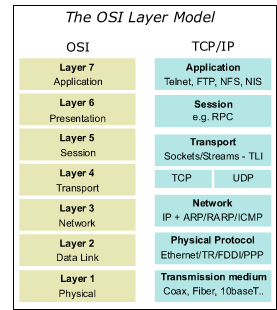 The OSI Layer Model
OSI
Layer 7
Application
Layer 6
Presentation
Layer 5
Session
Layer 4
Transport
Layer 3
Network
Layer 2
Data Link
Layer 1
Physical
TCP/IP
Application
Telnet, FTP, NFS, NIS
Session
e.g. RPC
Transport
Sockets/Streams - TLI
TCP
UDP
Network
IP + ARP/RARP/ICMP
Physical Protocol
Ethernet/TR/FDDI/PPP
Transmission medium
Coax, Fiber, 10baseT..